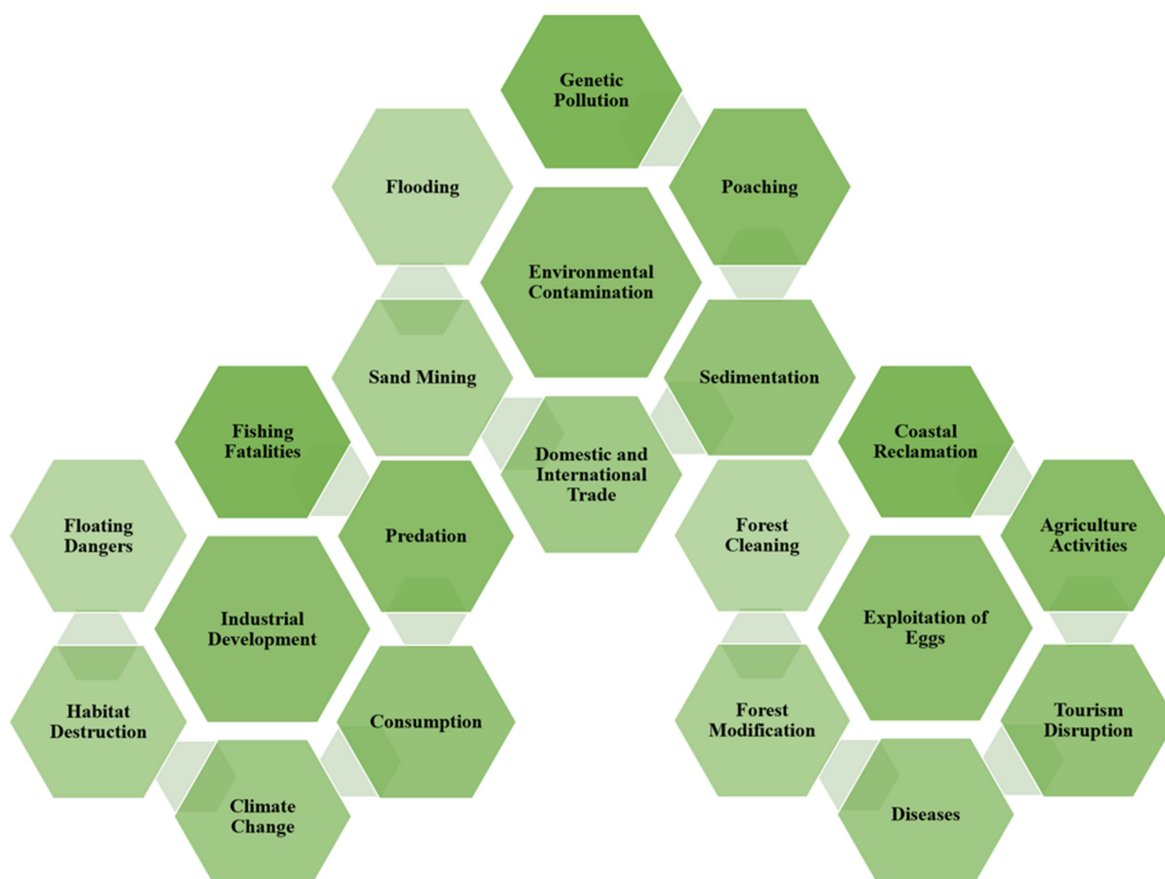 Genetic
Pollution
Flooding
Poaching
Environmental
Contamination
Sand Mining
Sedimentation
Domestic and
International
Trade
Fishing
Fatalities
Floating
Dangers
Predation
Industrial
Development
Habitat
Destruction
Consumption
Climate
Change
Coastal
Reclamation
Forest
Cleaning
Agriculture
Activities
Exploitation of
Eggs
Forest
Modification
Tourism
Disruption
Diseases